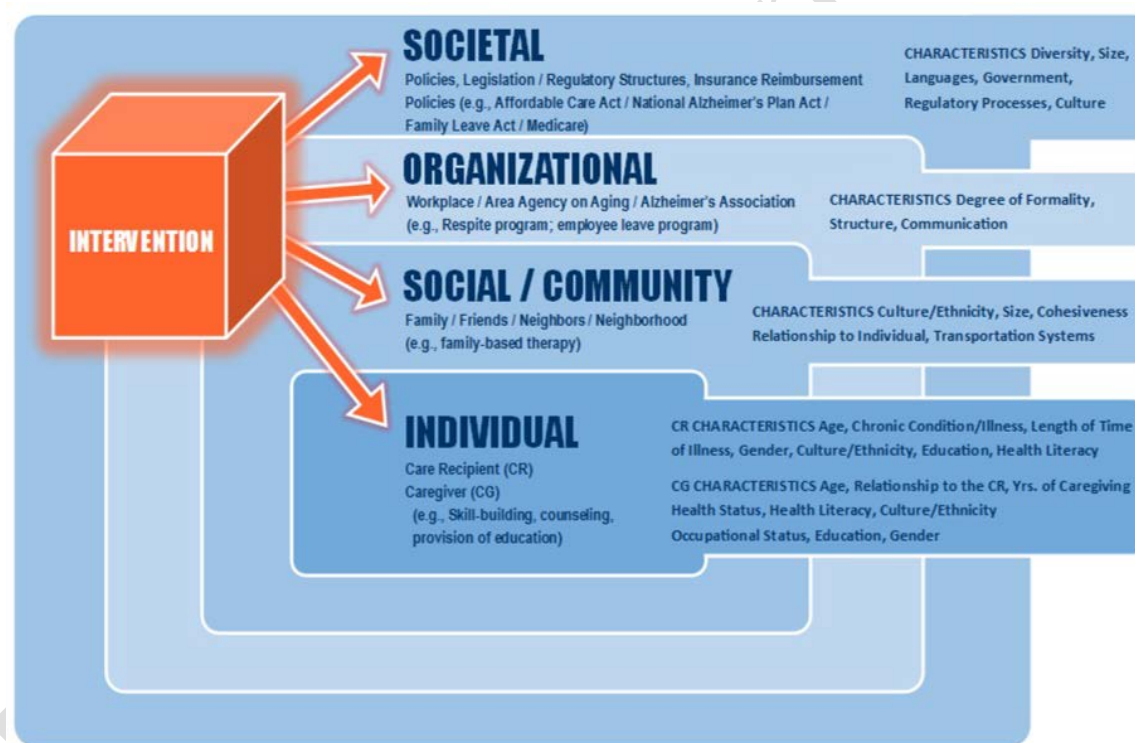 SOCIETAL
Policies, Legislation / Regulatory Structures, Insurance Reimbursement
Policies (e.g., Affordable Care Act / National Alzheimer's Plan Act /
Family Leave Act / Medicare)
CHARACTERISTICS Diversity, Size,
Languages, Government,
Regulatory Processes, Culture
ORGANIZATIONAL
Workplace / Area Agency on Aging / Alzheimer's Association
(e.g., Respite program; employee leave program)
CHARACTERISTICS Degree of Formality,
Structure, Communication
INTERVENTION
SOCIAL / COMMUNITY
Family / Friends / Neighbors / Neighborhood
(e.g., family-based therapy)
CHARACTERISTICS Culture/Ethnicity, Size, Cohesiveness
Relationship to Individual, Transportation Systems
INDIVIDUAL
Care Recipient (CR)
Caregiver (CG)
(e.g., Skill-building, counseling,
provision of education)
CR CHARACTERISTICS Age, Chronic Condition/Illness, Length of Time
of Illness, Gender, Culture/Ethnicity, Education, Health Literacy
CG CHARACTERISTICS Age, Relationship to the CR, Yrs. of Caregiving
Health Status, Health Literacy, Culture/Ethnicity
Occupational Status, Education, Gender